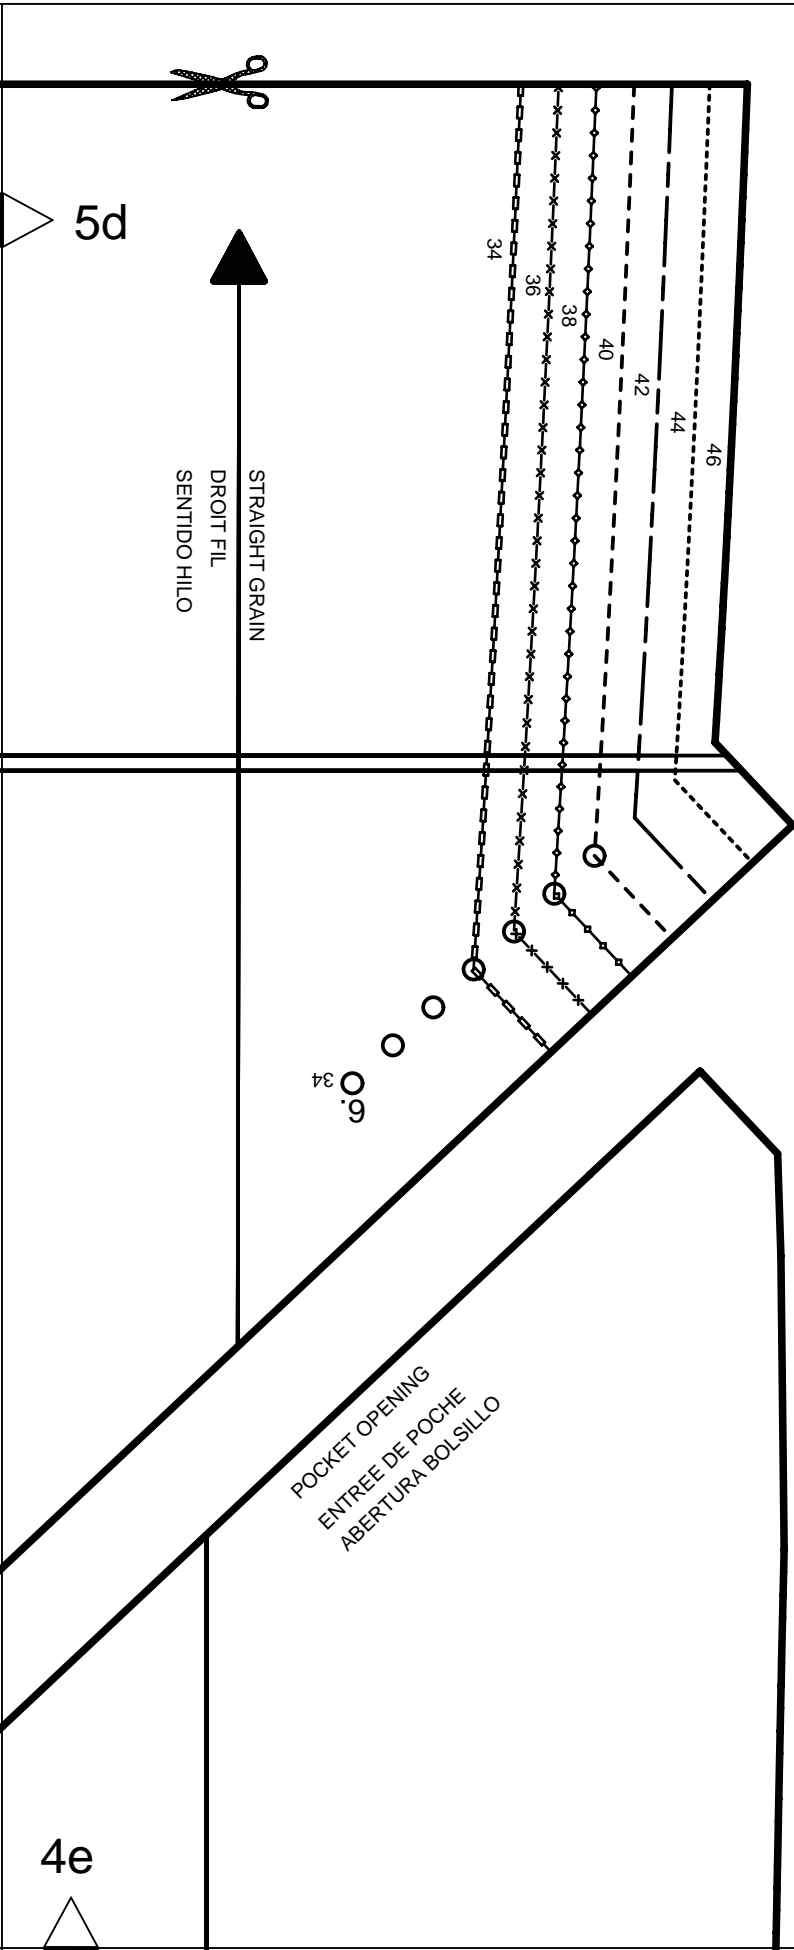 5d
34
36
38
40
42
44
46
STRAIGHT GRAIN
DROIT FIL
SENTIDO HILO
34
6.
POCKET OPENING
ENTREE DE POCHE
ABERTURA BOLSILLO
4e